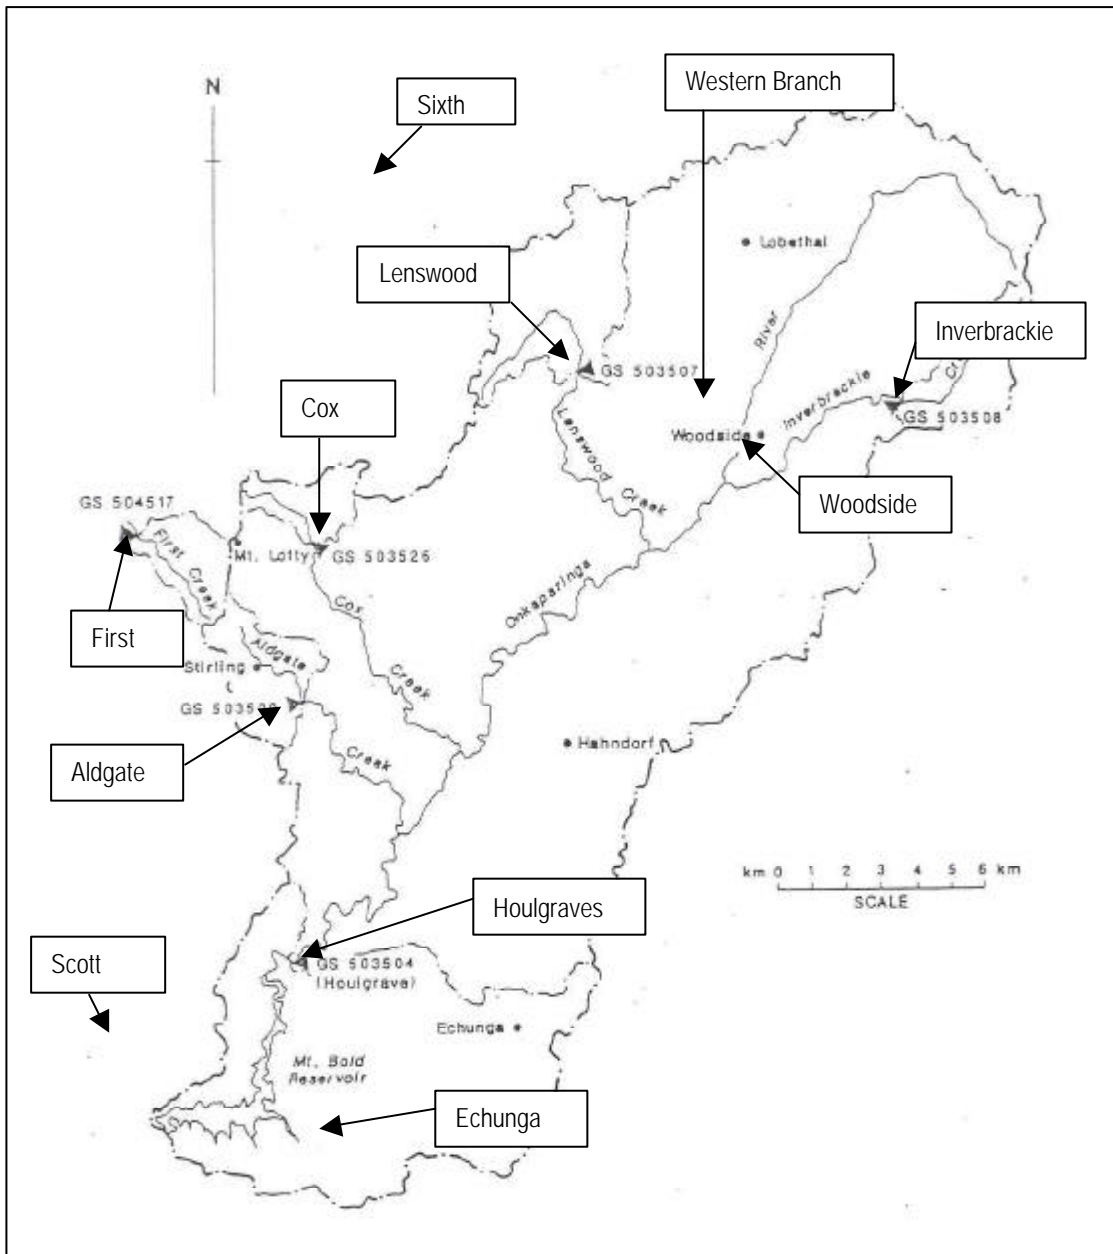 Western Branch
N
Sixth
Lobethal
Lenswood
River
Inverbrackie
GS 503507
Inverbrackie
GS 503508
Cox
Woodside
Lenswood Creek
Woodside
GS 504517
First Creek
Mt. Lofty
GS 503526
Onkaparinga
Cox
First
Aldgate
Stirling
Creek
Hahndorf
Aldgate
Creek
km 0 1 2 3 4 5 6 km
SCALE
Houlgraves
Scott
GS 503504
(Houlgrave)
Echunga
Mt. Bold
Reservoir
Echunga